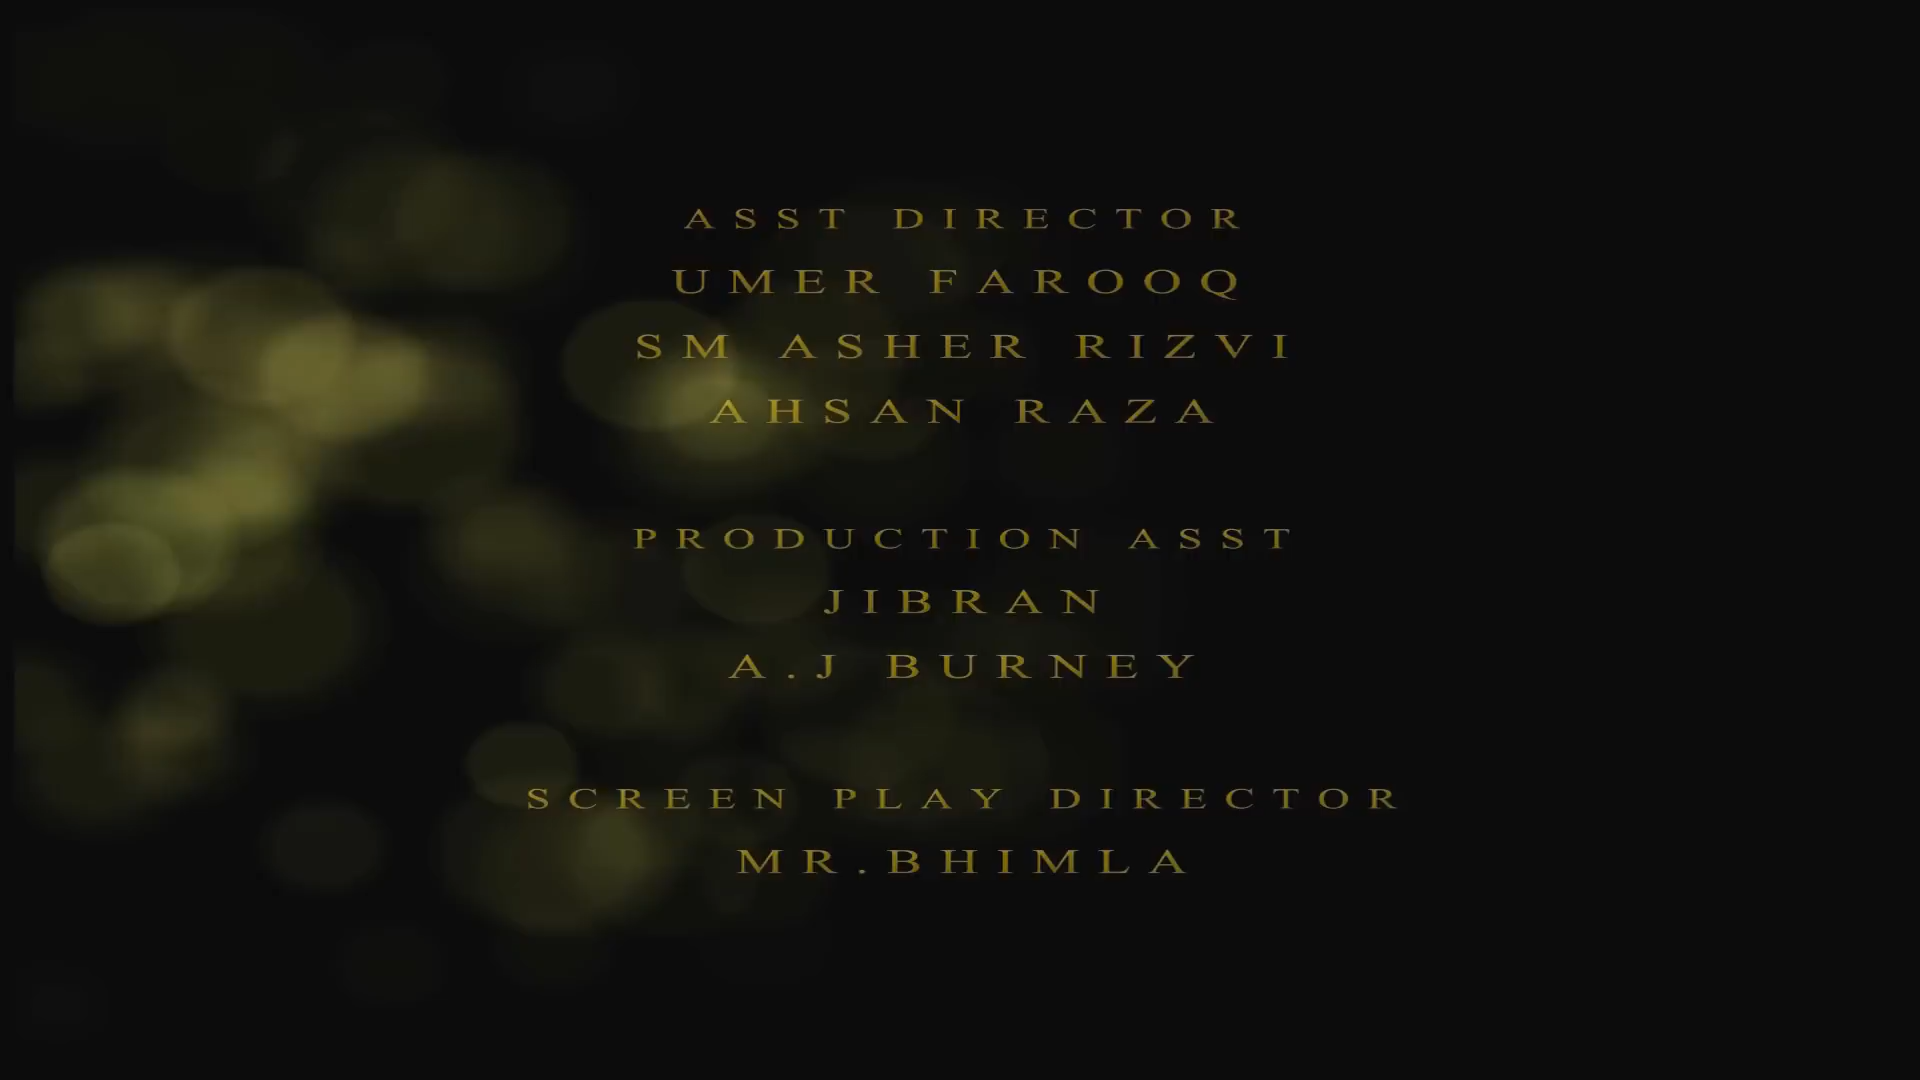 ASST DIRECTOR
UMER FAROOQ
SM ASHER RIZVI
AHSAN RAZA
PRODUCTION ASST
JIBRAN
A.J BURNEY
SCREEN PLAY DIRECTOR
MR.BHIMLA